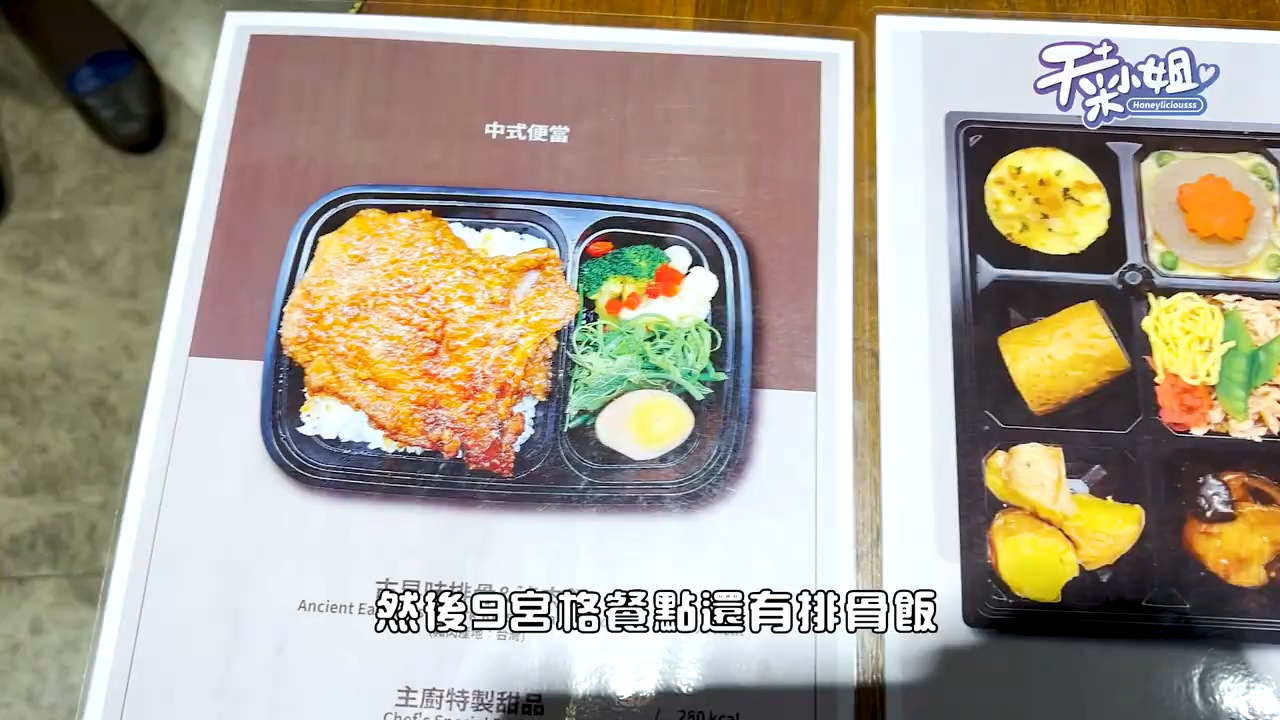 中式便當
干菜小姐
Honeyliciousss
Ancient Ea
然後9宮格餐點還有排骨飯
主廚特製甜品
Chef's Special
/ 280 kcal